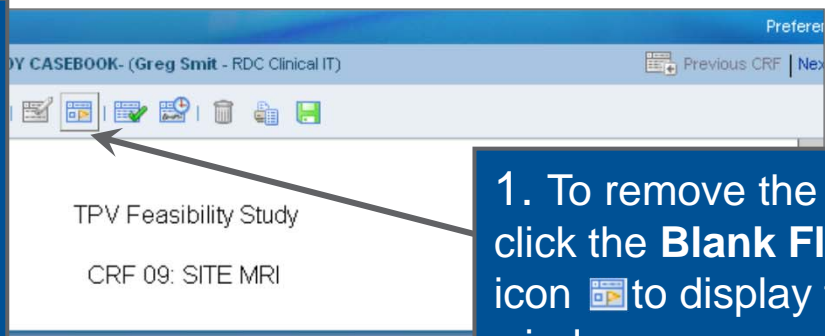 Prefere
DY CASEBOOK- (Greg Smit - RDC Clinical IT)
Previous CRF | Nex
TPV Feasibility Study
CRF 09: SITE MRI
1. To remove the
click the Blank Fl
icon to display